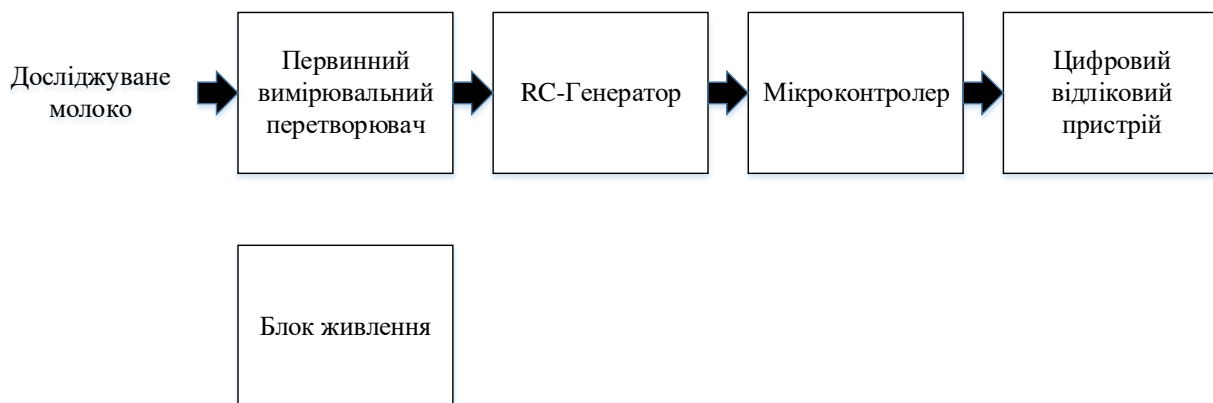 Досліджуване
молоко
Первинний
вимірювальний
перетворювач
RC-Генератор
Мікроконтролер
Цифровий
відліковий
пристрій
Блок живлення